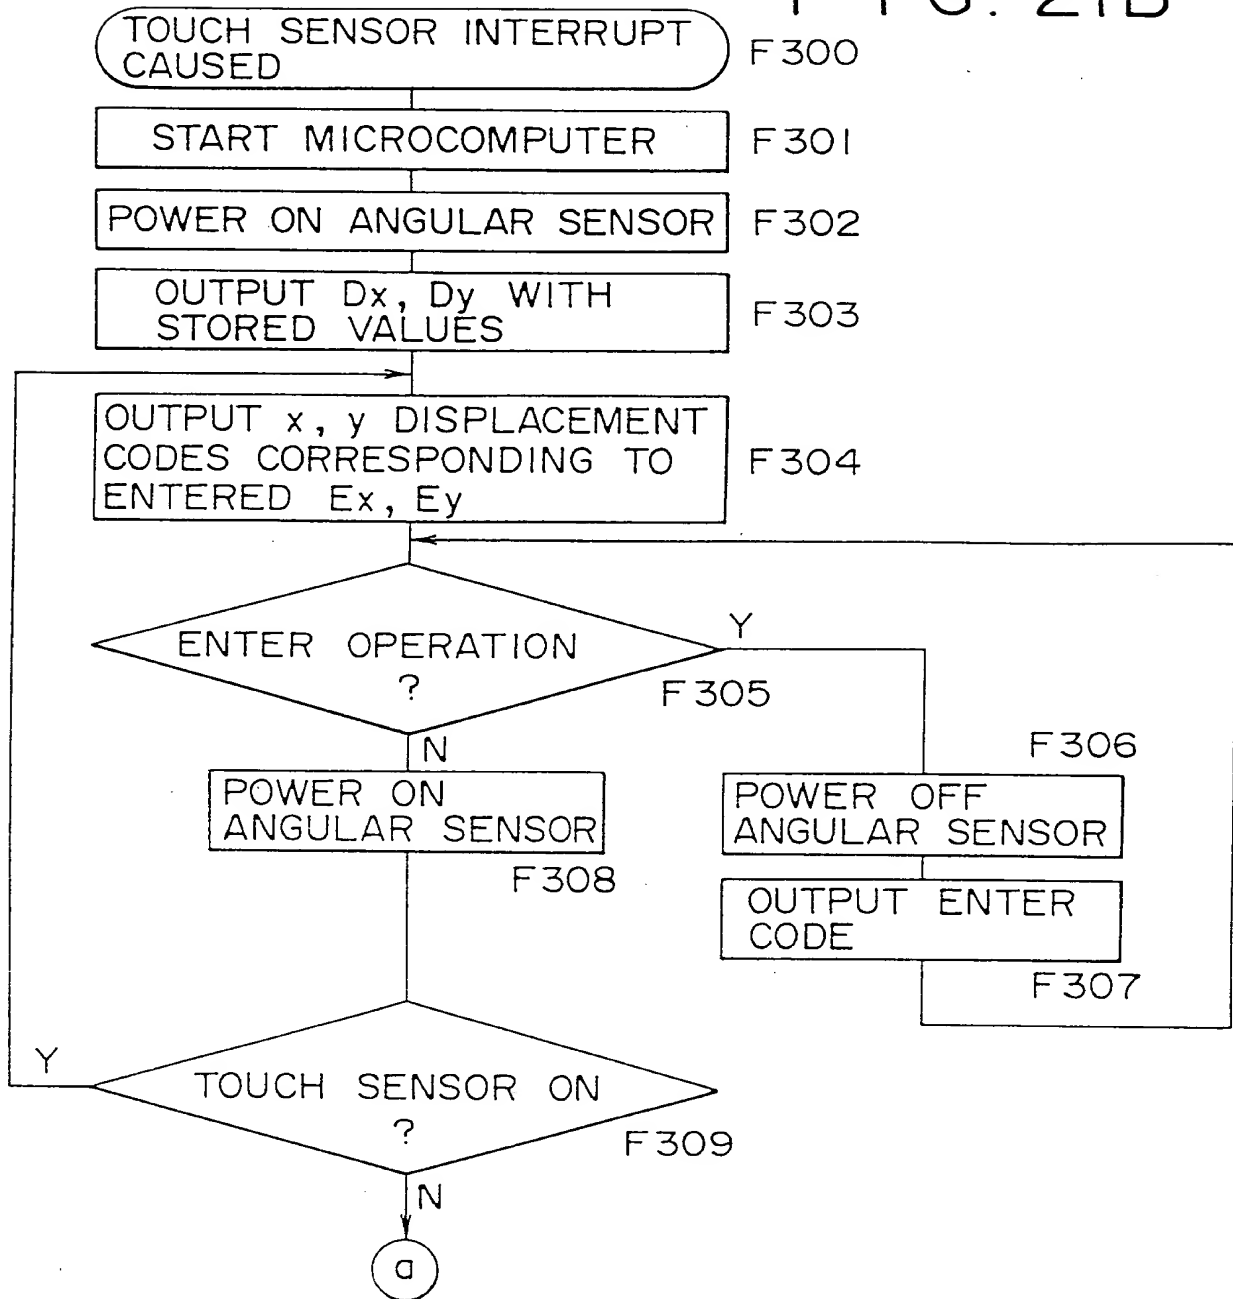 FIG. 21B
TOUCH SENSOR INTERRUPT
CAUSED
F300
START MICROCOMPUTER
F301
POWER ON ANGULAR SENSOR
F302
OUTPUT Dx, Dy WITH
STORED VALUES
F303
OUTPUT x, y DISPLACEMENT
CODES CORRESPONDING TO
ENTERED Ex, Ey
F304
ENTER OPERATION
?
Y
F305
N
F306
POWER ON
ANGULAR SENSOR
F308
POWER OFF
ANGULAR SENSOR
OUTPUT ENTER
CODE
F307
Y
TOUCH SENSOR ON
?
F309
N
a